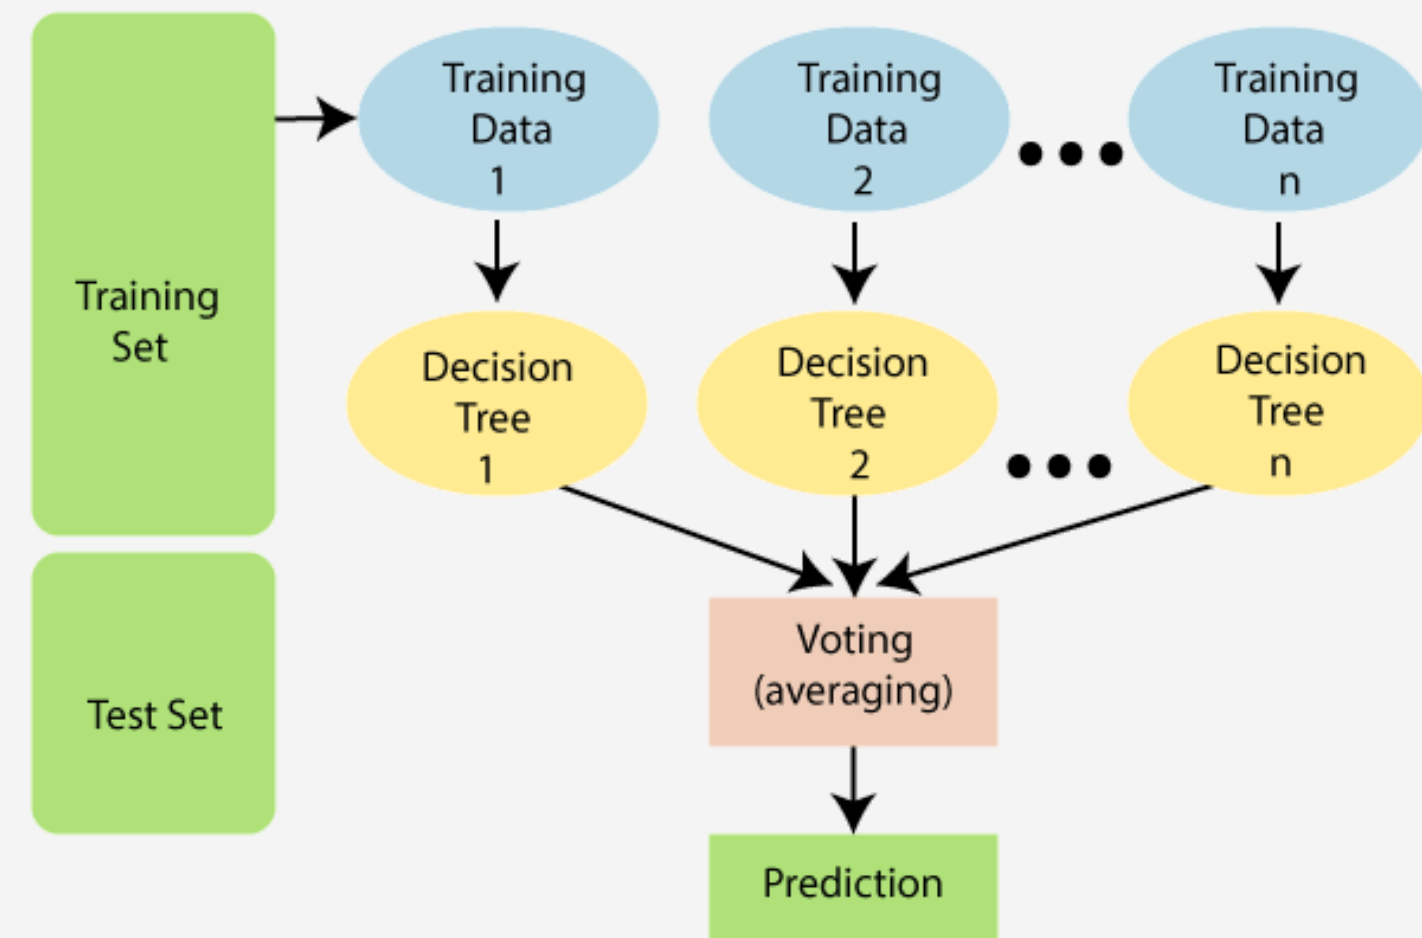 Training
Set
Test Set
Training
Data
1
Training
Data
2
Training
Data
n
Decision
Tree
1
Decision
Tree
2
Decision
Tree
n
Voting
(averaging)
Prediction